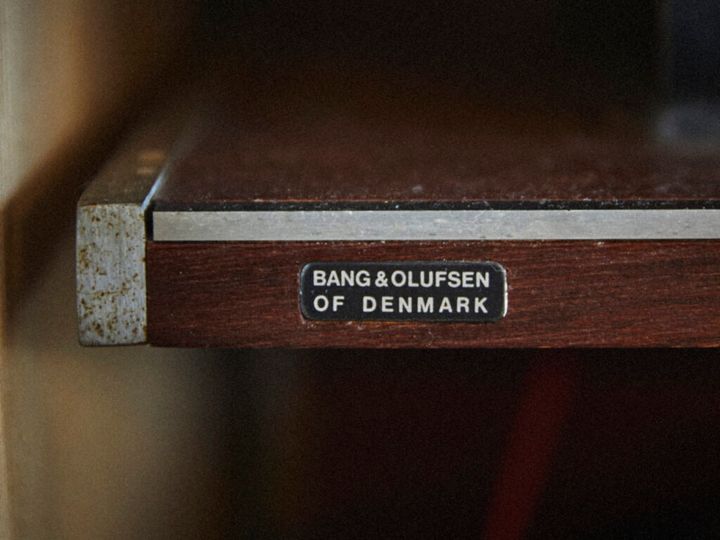 BANG & OLUFSEN
OF DENMARK